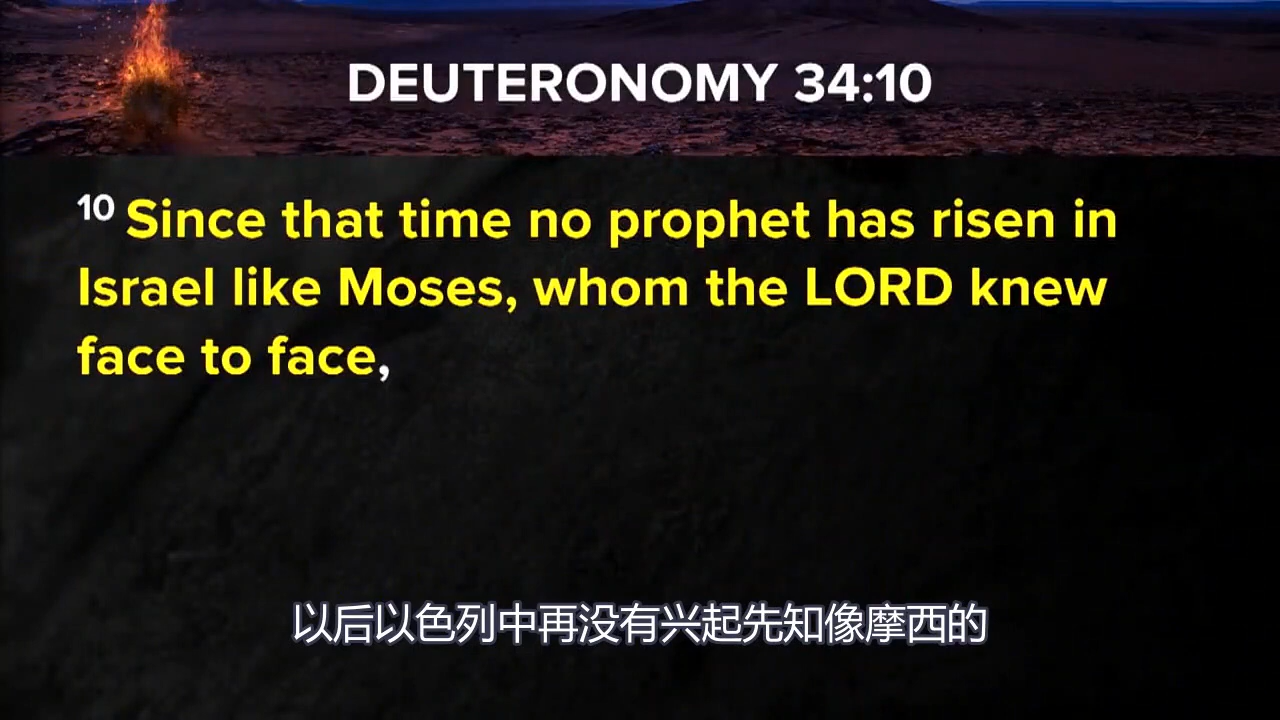 DEUTERONOMY 34:10
10 Since that time no prophet has risen in
Israel like Moses, whom the LORD knew
face to face,
以后以色列中再没有兴起先知像摩西的